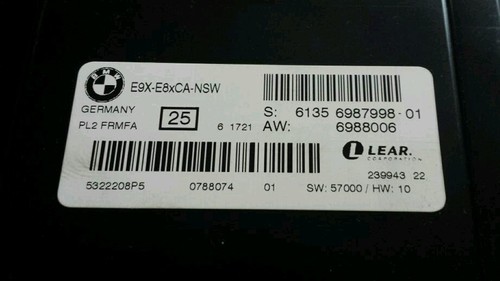 BMW
E9X-E8xCA-NSW
GERMANY
25
PL2 FRMFA
6 1721
S: 6135 6987998-01
AW: 6988006
LEAR.
CORPORATION
239943 22
5322208P5 0788074 01 SW: 57000 / HW: 10